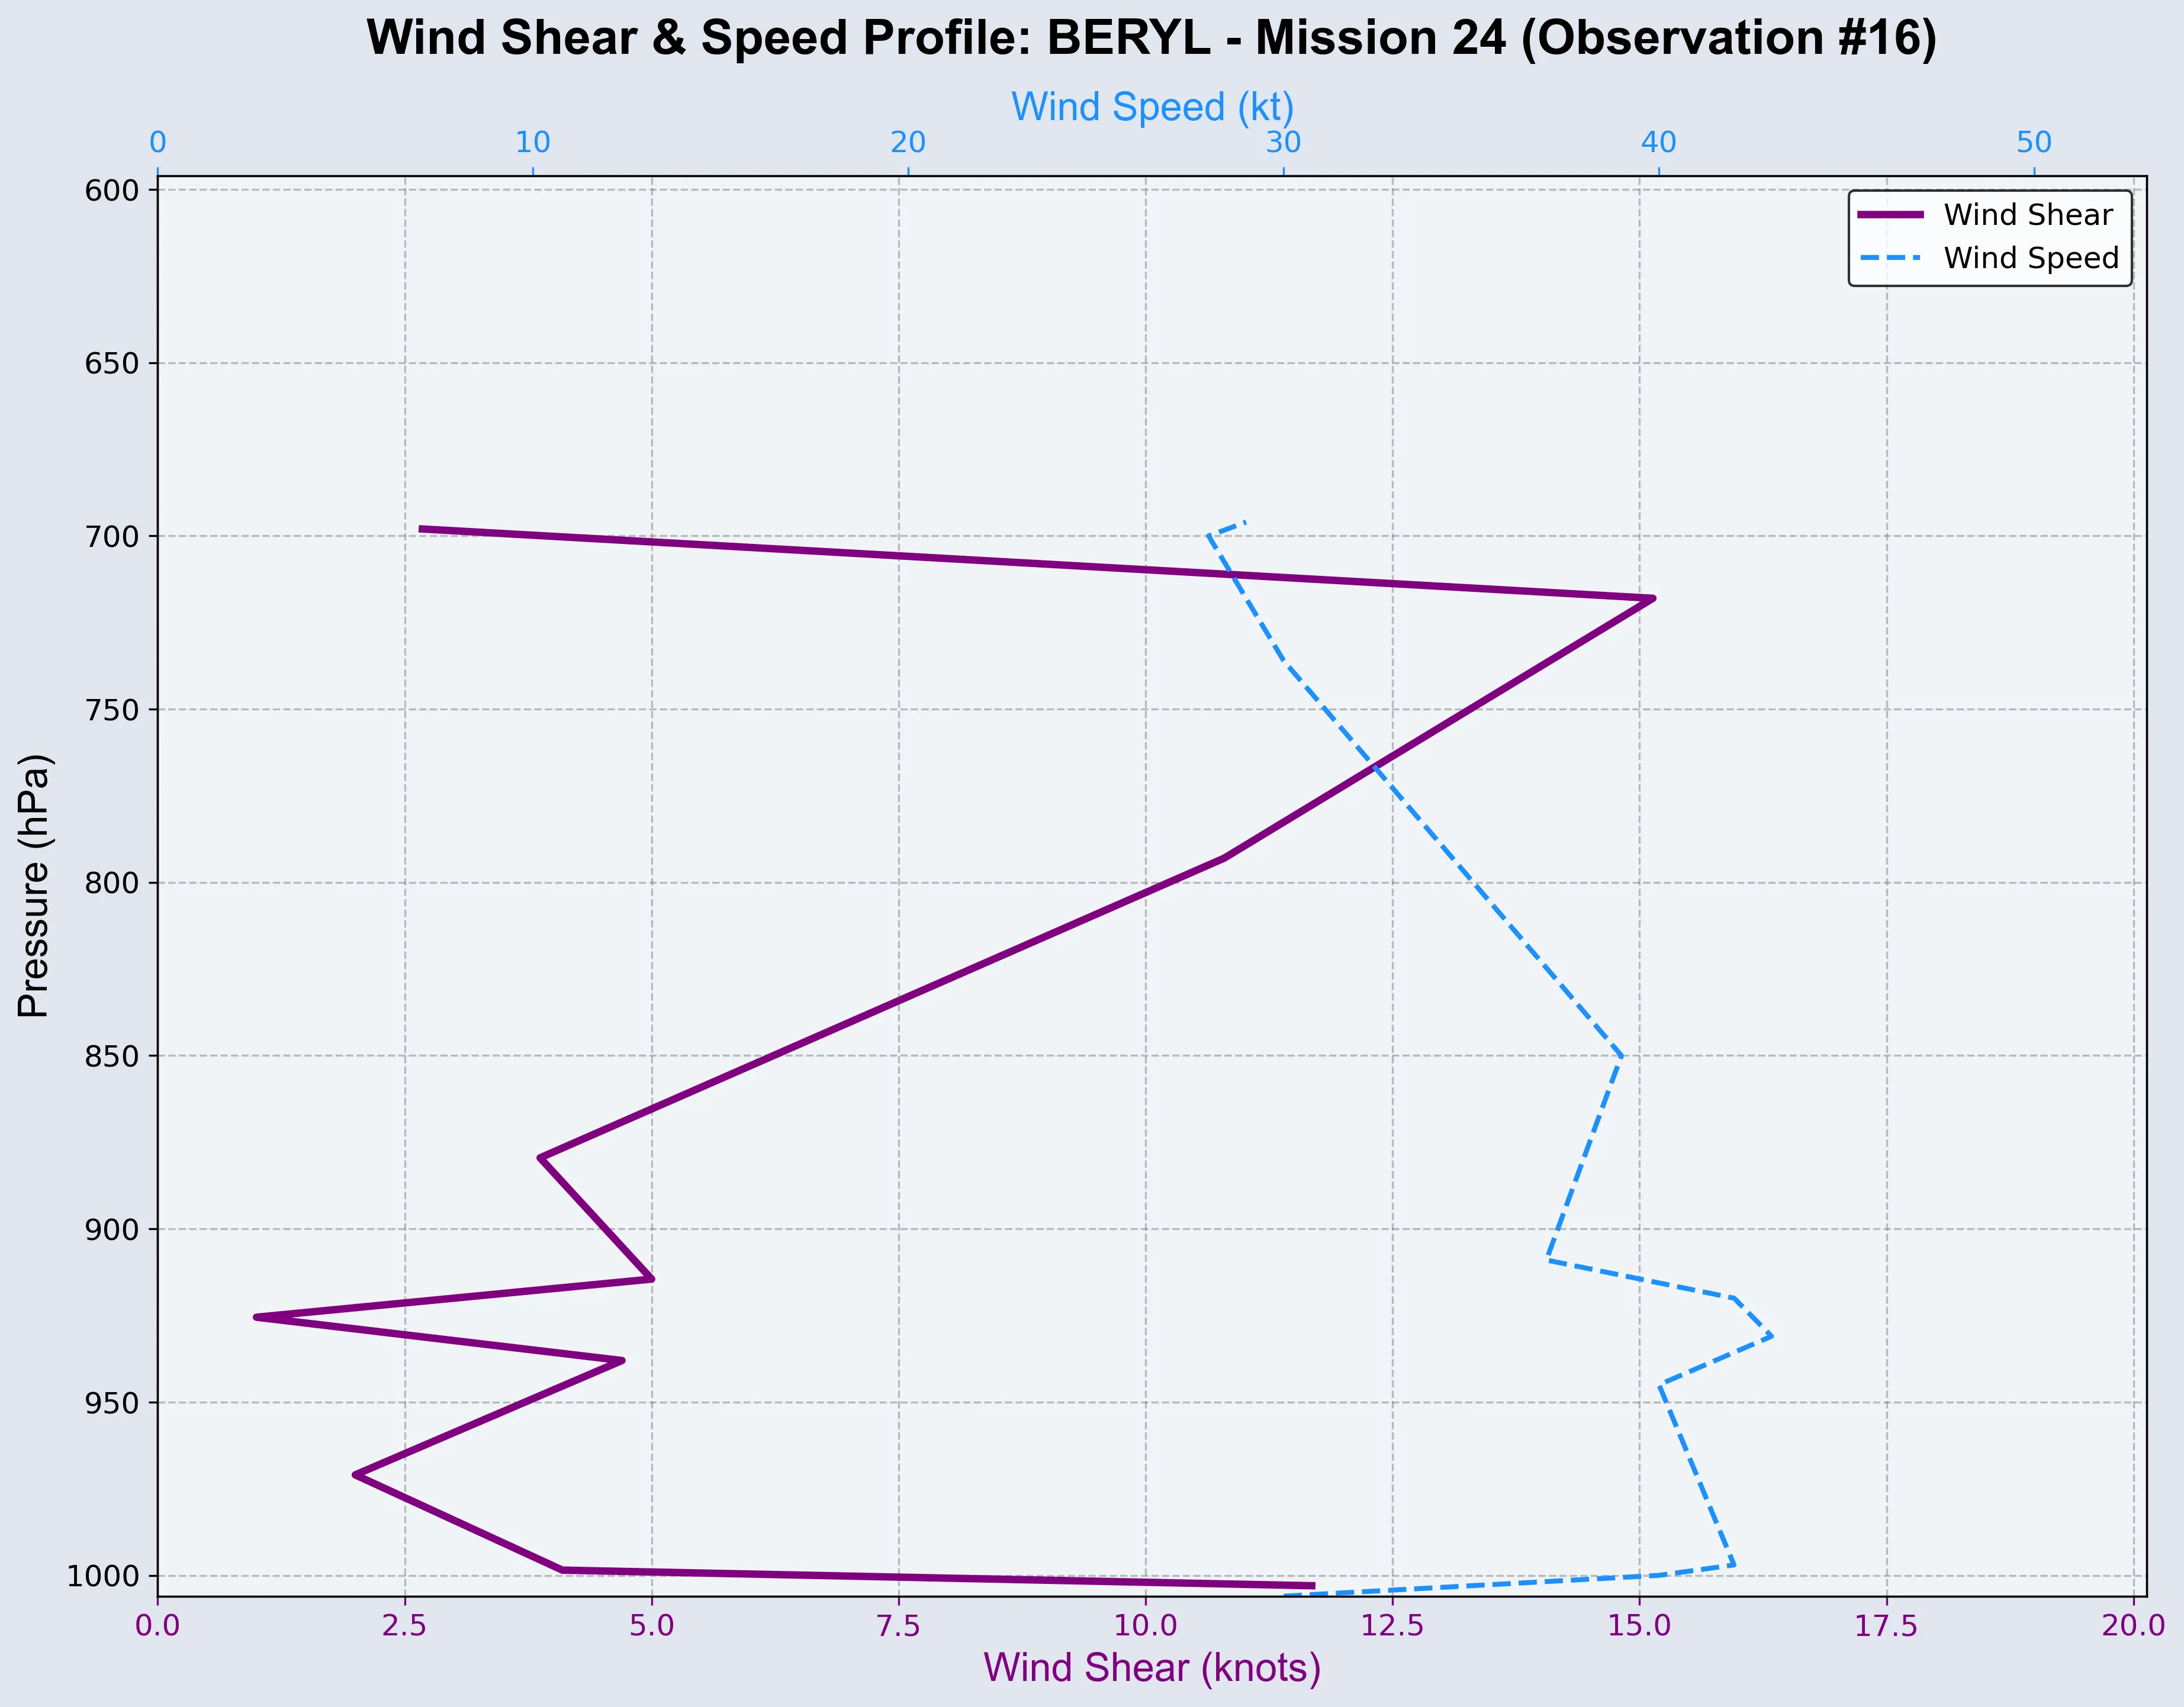 Wind Shear & Speed Profile: BERYL - Mission 24 (Observation #16)
Wind Speed (kt)
0 10 20 30 40 50
Wind Shear
Wind Speed
Pressure (hPa)
600
650
700
750
800
850
900
950
1000
0.0 2.5 5.0 7.5 10.0 12.5 15.0 17.5 20.0
Wind Shear (knots)